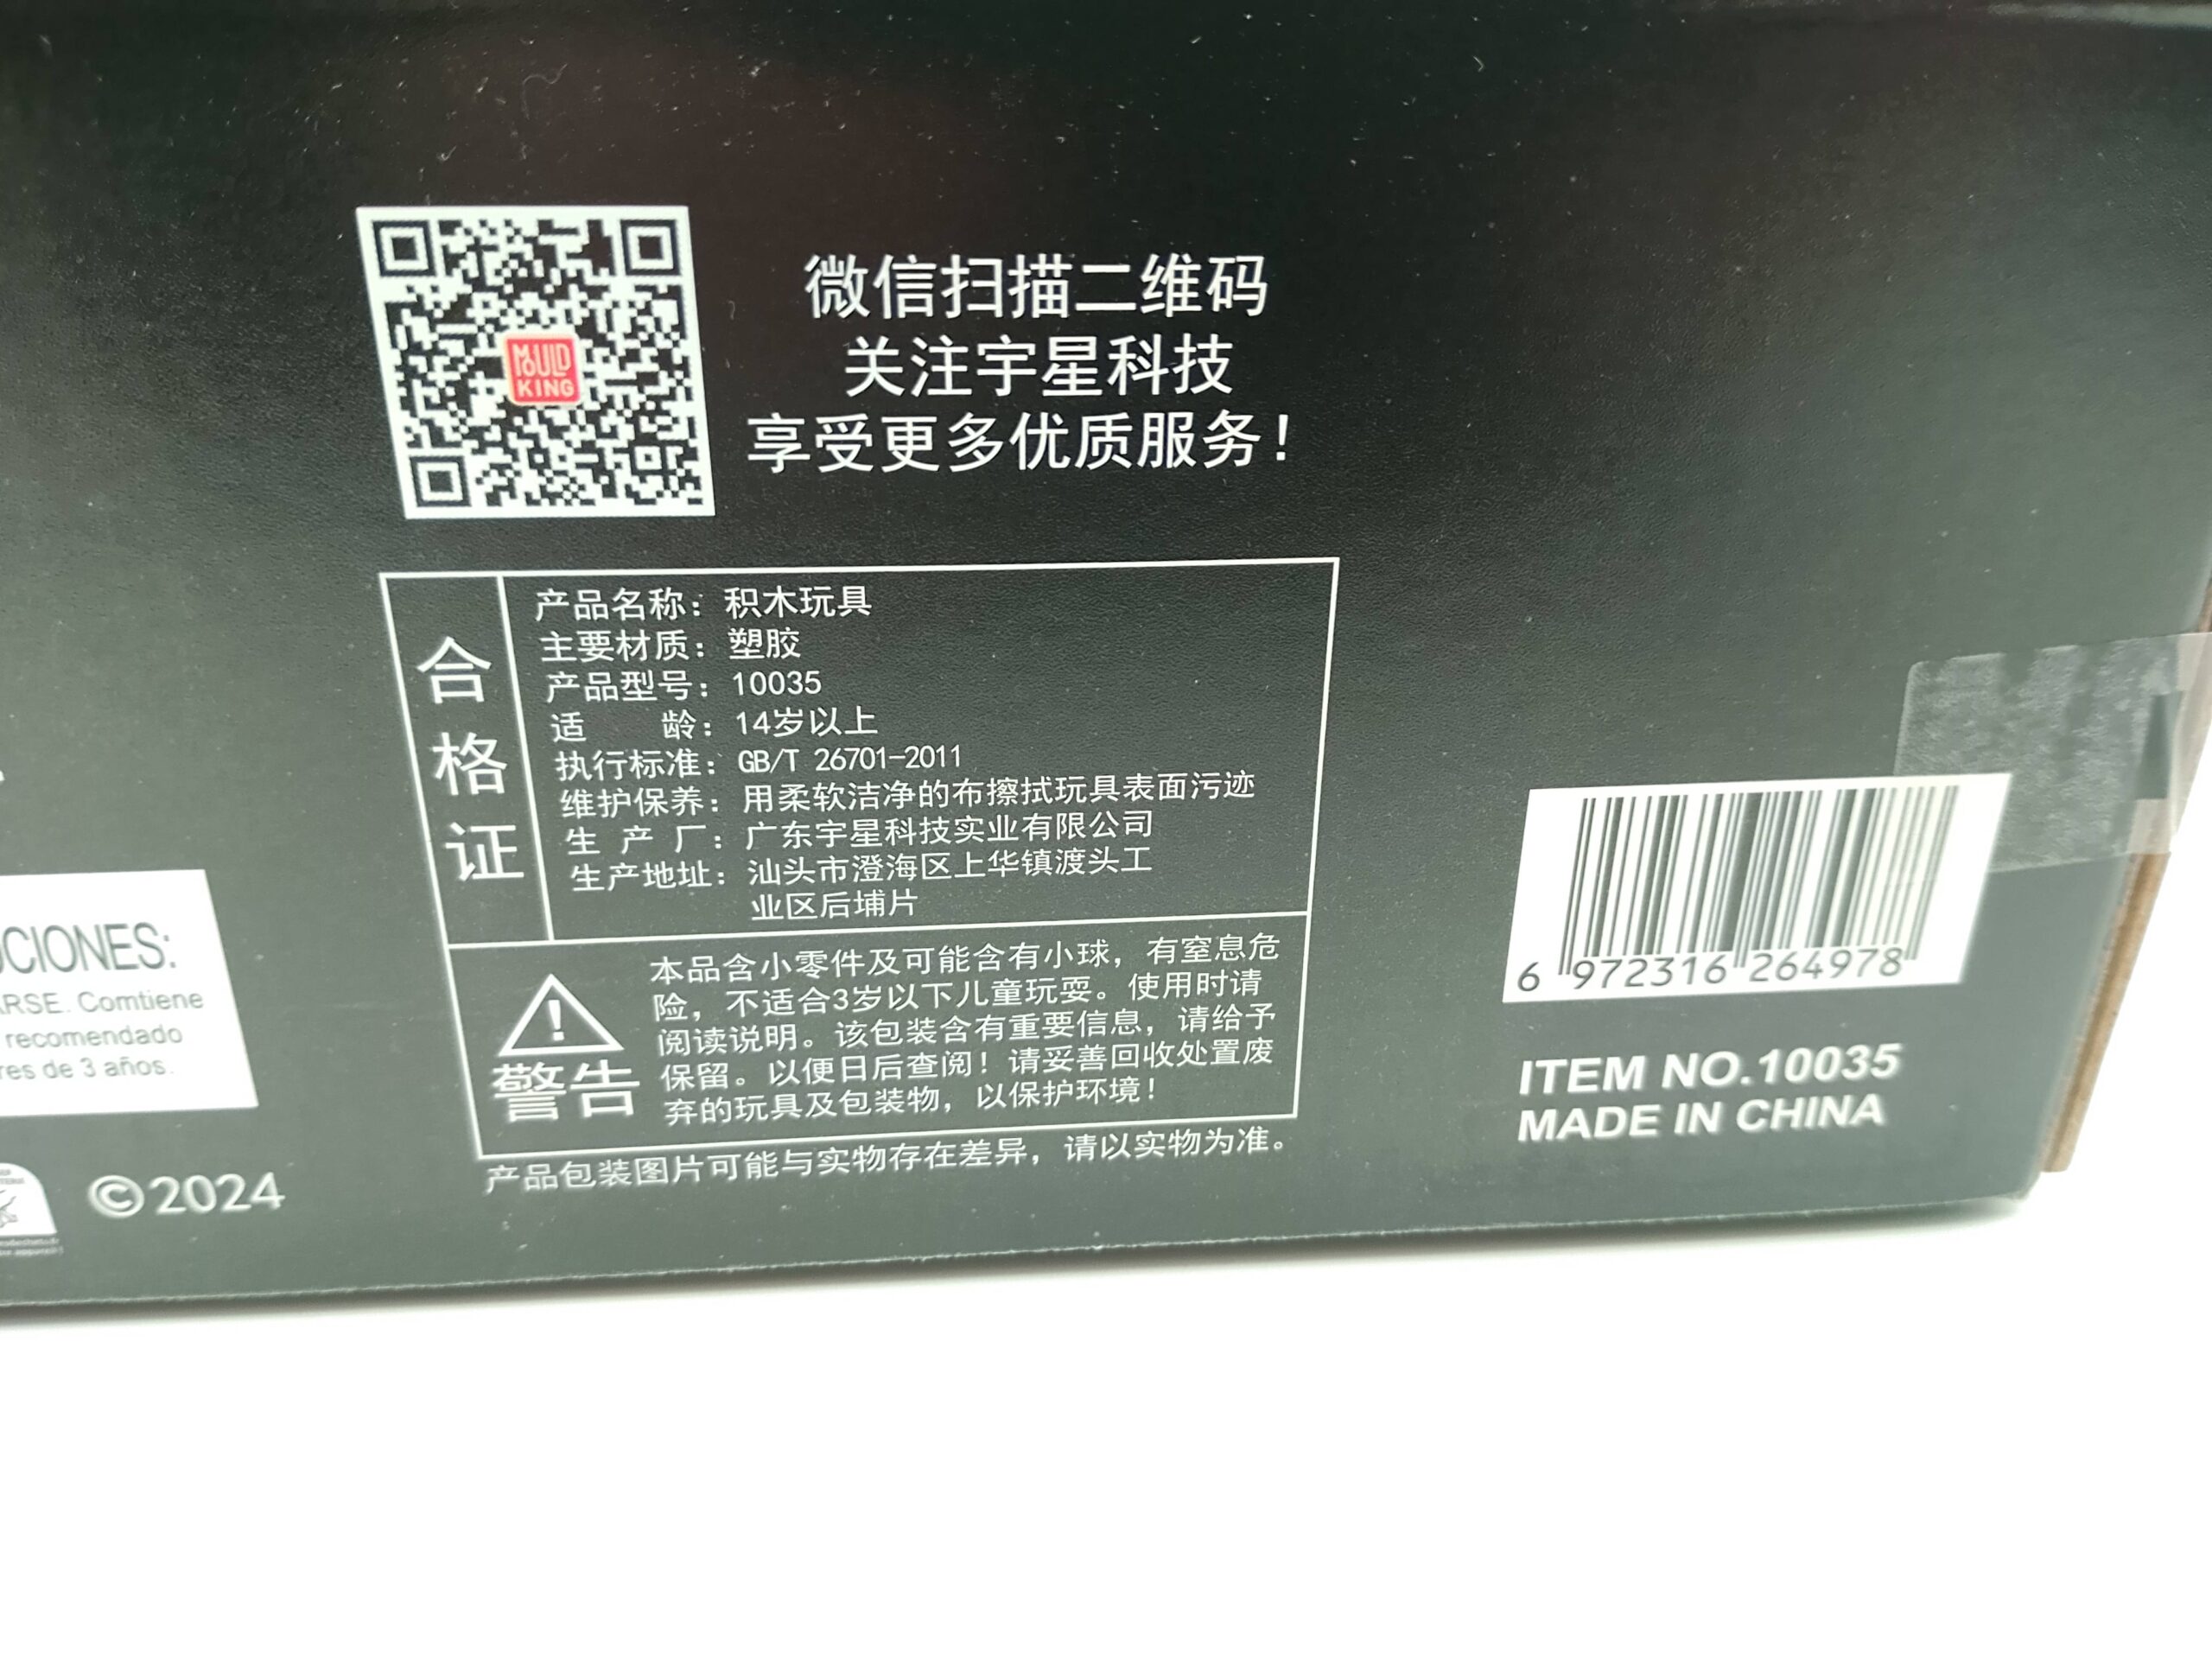 MOULD
KING
微信扫描二维码
关注宇星科技
享受更多优质服务!
合格证
产品名称：积木玩具
主要材质：塑胶
产品型号：10035
适 龄：14岁以上
执行标准：GB/T 26701-2011
维护保养：用柔软洁净的布擦拭玩具表面污迹
生 产 厂：广东宇星科技实业有限公司
生产地址：汕头市澄海区上华镇渡头工
业区后埔片
警告
本品含小零件及可能含有小球，有窒息危
险，不适合3岁以下儿童玩耍。使用时请
阅读说明。该包装含有重要信息，请给予
保留。以便日后查阅！请妥善回收处置废
弃的玩具及包装物，以保护环境！
产品包装图片可能与实物存在差异，请以实物为准。
CIONES:
ARSE. Comtiene
recomendado
res de 3 años.
©2024
6 972316 264978
ITEM NO.10035
MADE IN CHINA